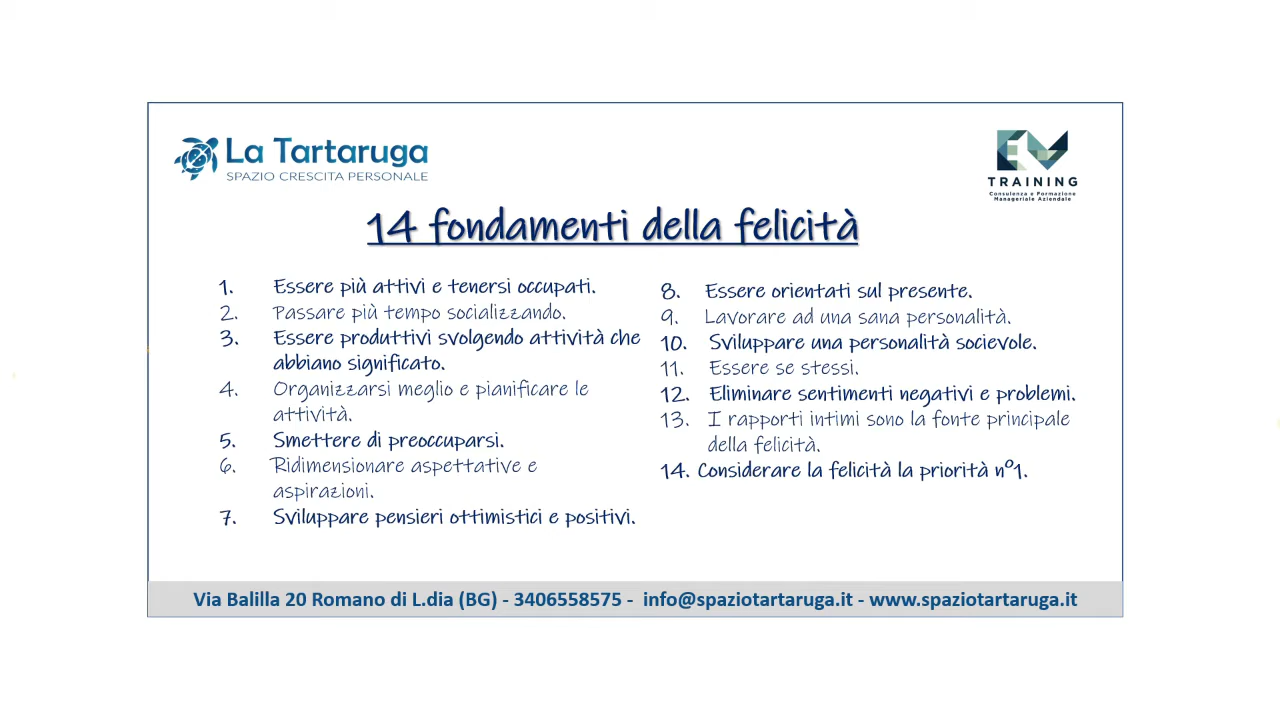 La Tartaruga
SPAZIO CRESCITA PERSONALE
EM
TRAINING
Consulenza e Formazione
Manageriale Aziendale
14 fondamenti della felicità
1. Essere più attivi e tenersi occupati.
2. Passare più tempo socializzando.
3. Essere produttivi svolgendo attività che
abbiano significato.
4. Organizzarsi meglio e pianificare le
attività.
5. Smettere di preoccuparsi.
6. Ridimensionare aspettative e
aspirazioni.
7. Sviluppare pensieri ottimistici e positivi.
8. Essere orientati sul presente.
9. Lavorare ad una sana personalità.
10. Sviluppare una personalità socievole.
11. Essere se stessi.
12. Eliminare sentimenti negativi e problemi.
13. I rapporti intimi sono la fonte principale
della felicità.
14. Considerare la felicità la priorità n°1.
Via Balilla 20 Romano di L.dia (BG) - 3406558575 - info@spaziotartaruga.it - www.spaziotartaruga.it